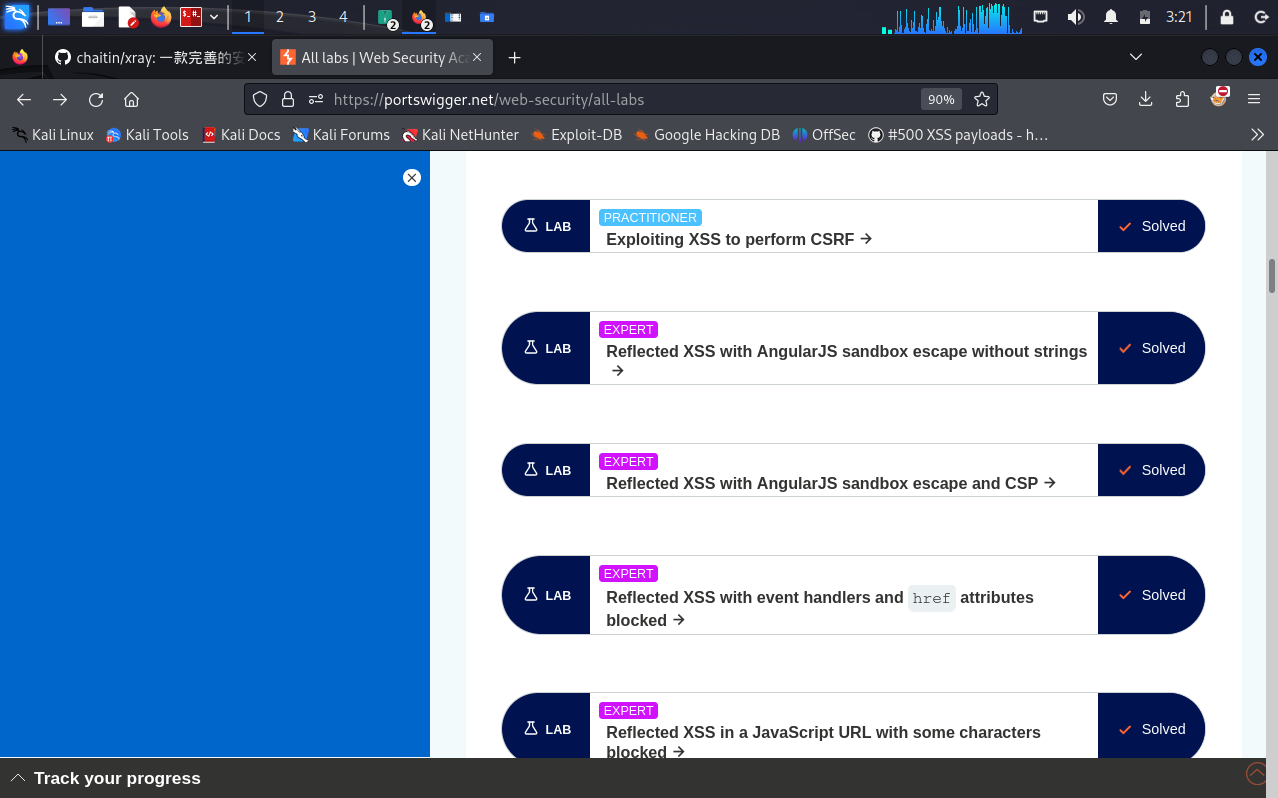 1 2 3 4 2 2 3:21
chaitin/xray: 一款完善的安
All labs | Web Security Aca
https://portswigger.net/web-security/all-labs
90%
Kali Linux Kali Tools Kali Docs Kali Forums Kali NetHunter Exploit-DB Google Hacking DB OffSec #500 XSS payloads - h…
LAB
PRACTITIONER
Exploiting XSS to perform CSRF →
Solved
LAB
EXPERT
Reflected XSS with AngularJS sandbox escape without strings
→
Solved
LAB
EXPERT
Reflected XSS with AngularJS sandbox escape and CSP →
Solved
LAB
EXPERT
Reflected XSS with event handlers and href attributes
blocked →
Solved
LAB
EXPERT
Reflected XSS in a JavaScript URL with some characters
blocked →
Solved
Track your progress